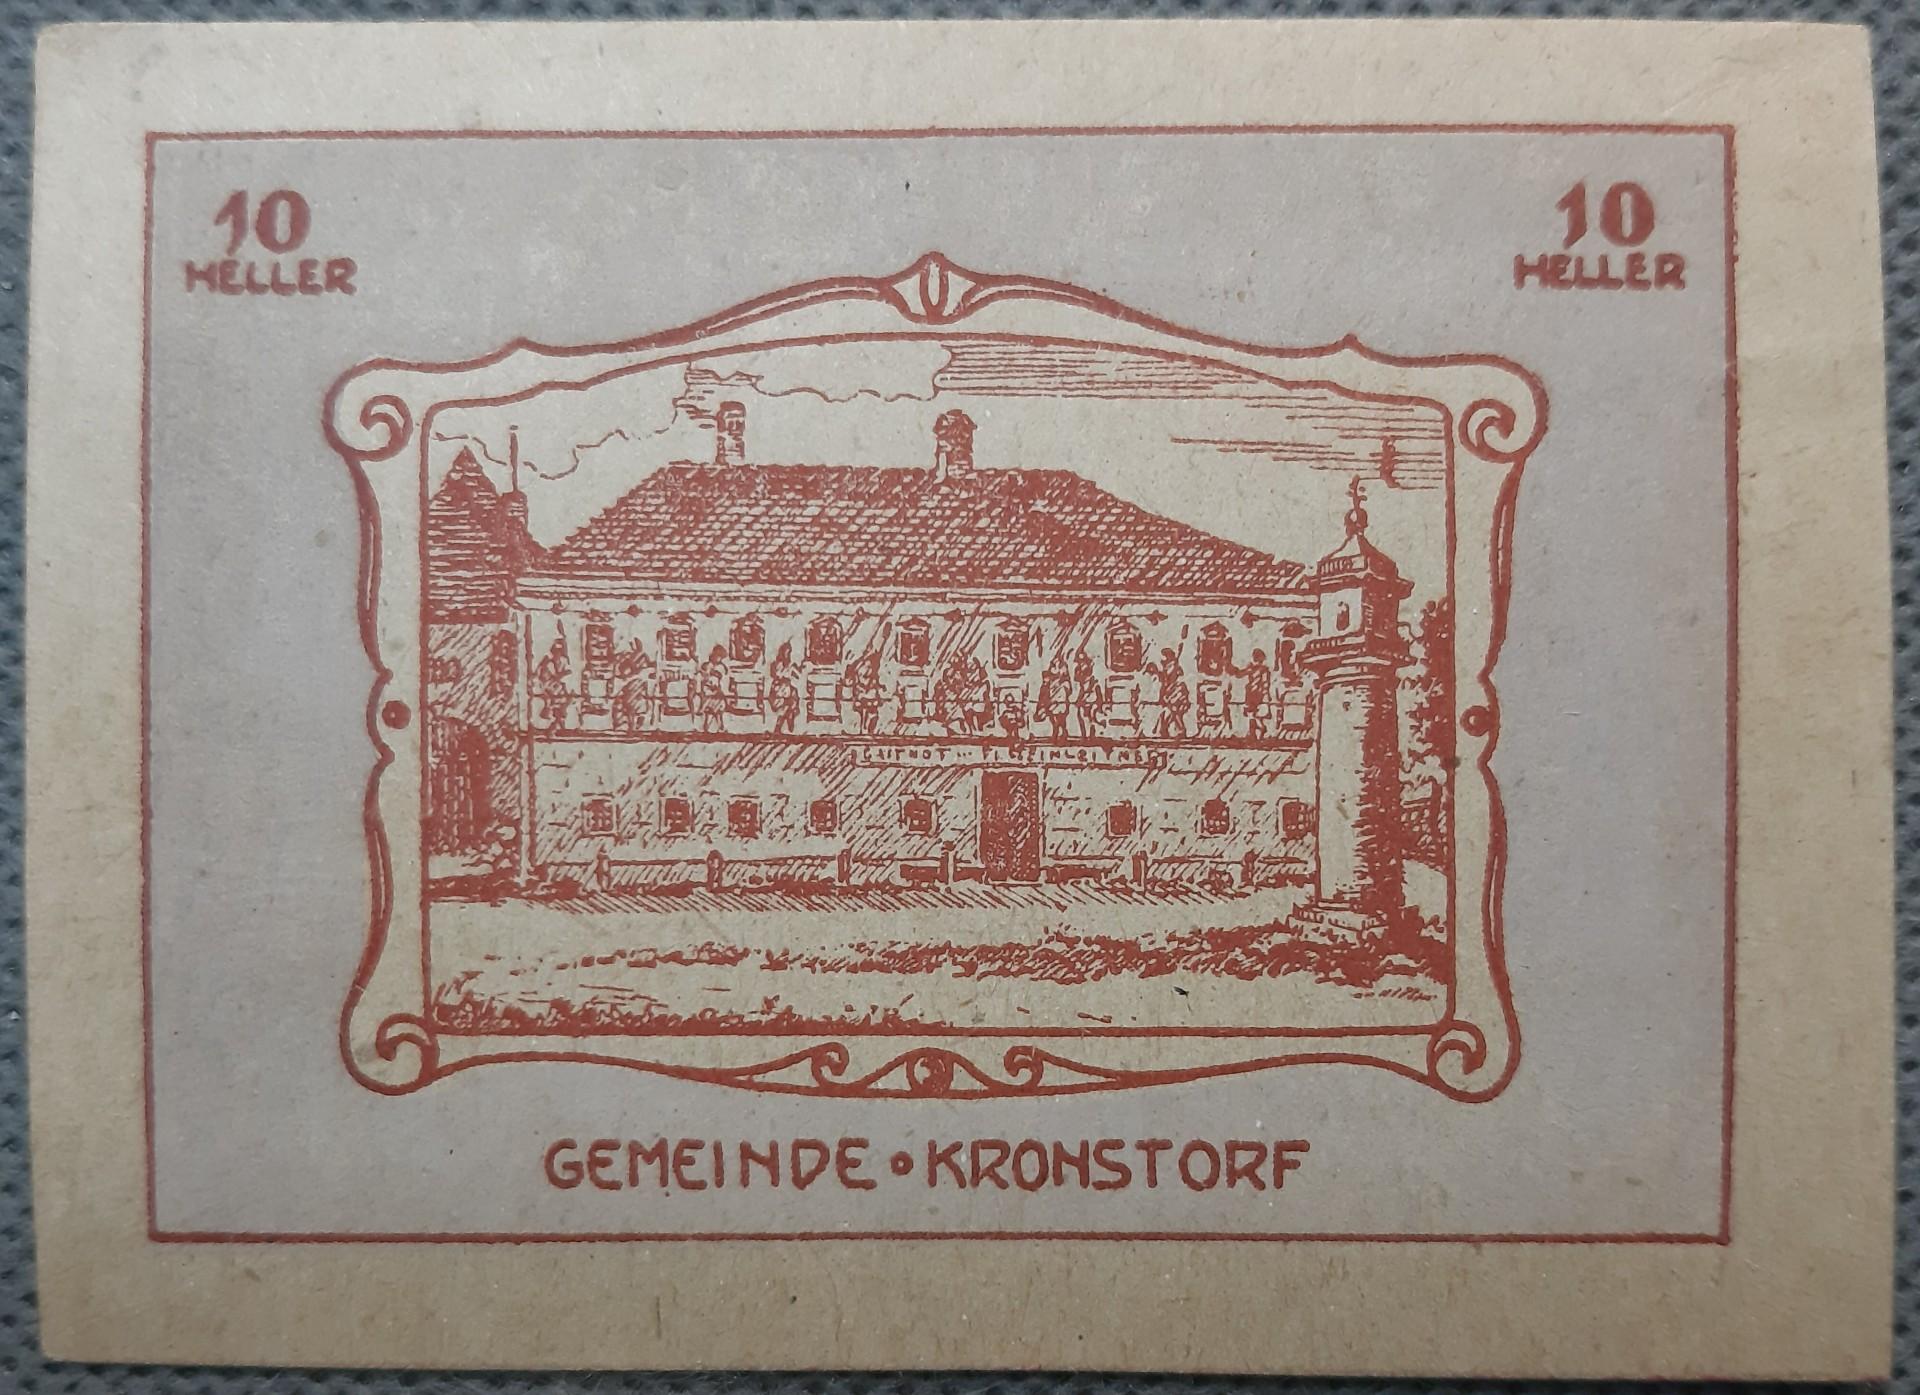 10
HELLER
10
HELLER
GEMEINDE • KRONSTORF